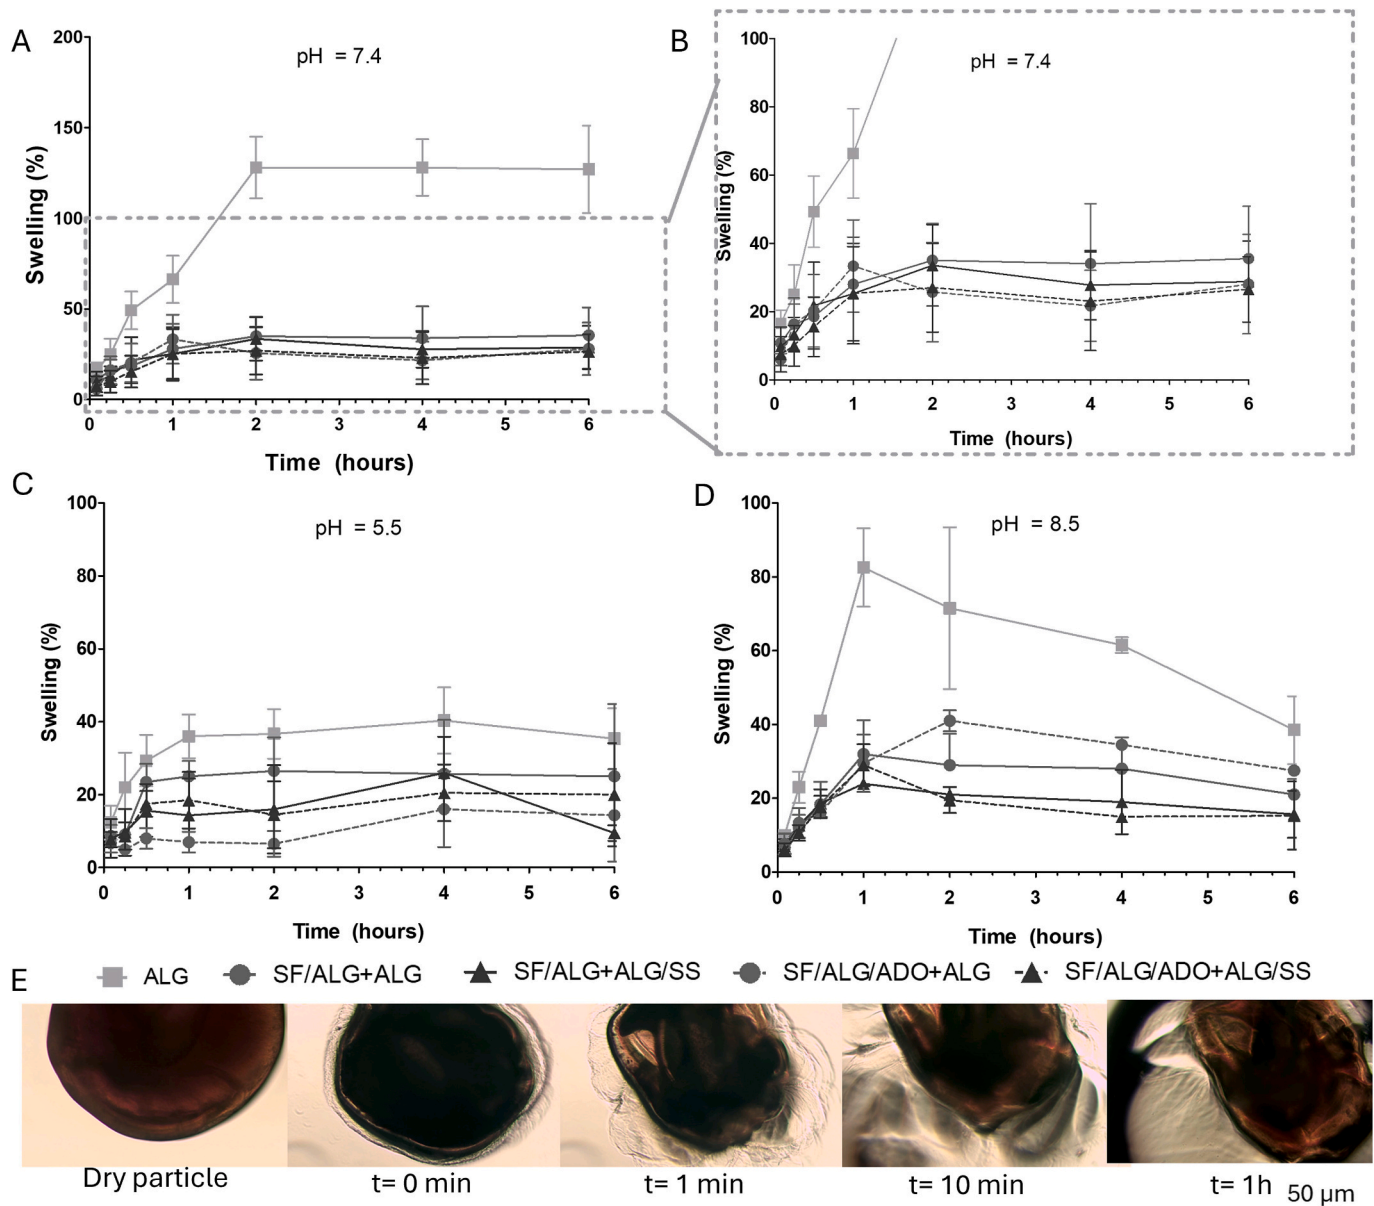 A
pH = 7.4
200
150
100
50
0
Swelling (%)
0 1 2 3 4 5 6
Time (hours)
B
pH = 7.4
100
80
60
40
20
0
Swelling (%)
0 1 2 3 4 5 6
Time (hours)
C
pH = 5.5
100
80
60
40
20
0
Swelling (%)
0 1 2 3 4 5 6
Time (hours)
D
pH = 8.5
100
80
60
40
20
0
Swelling (%)
0 1 2 3 4 5 6
Time (hours)
ALG SF/ALG+ALG SF/ALG+ALG/SS SF/ALG/ADO+ALG SF/ALG/ADO+ALG/SS
E
Dry particle t= 0 min t= 1 min t= 10 min t= 1h 50 µm